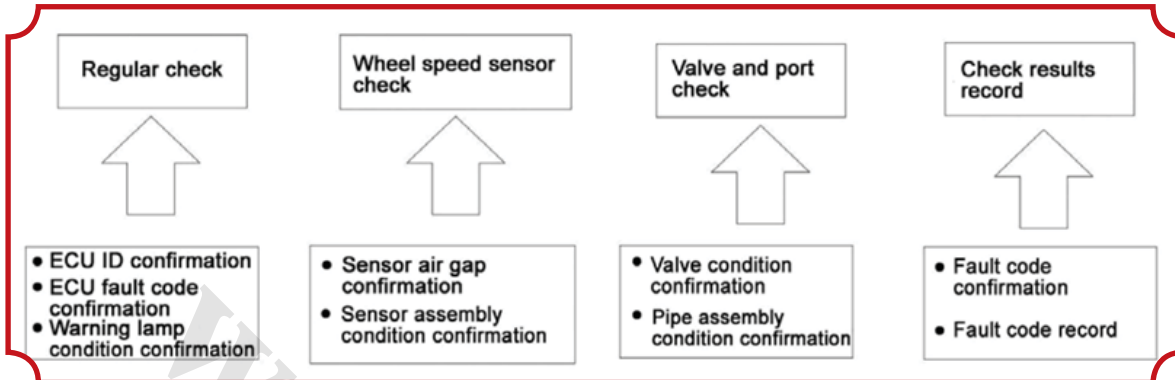 Regular check
Wheel speed sensor
check
Valve and port
check
Check results
record
● ECU ID confirmation
● ECU fault code
confirmation
● Warning lamp
condition confirmation
● Sensor air gap
confirmation
● Sensor assembly
condition confirmation
● Valve condition
confirmation
● Pipe assembly
condition confirmation
● Fault code
confirmation
● Fault code record